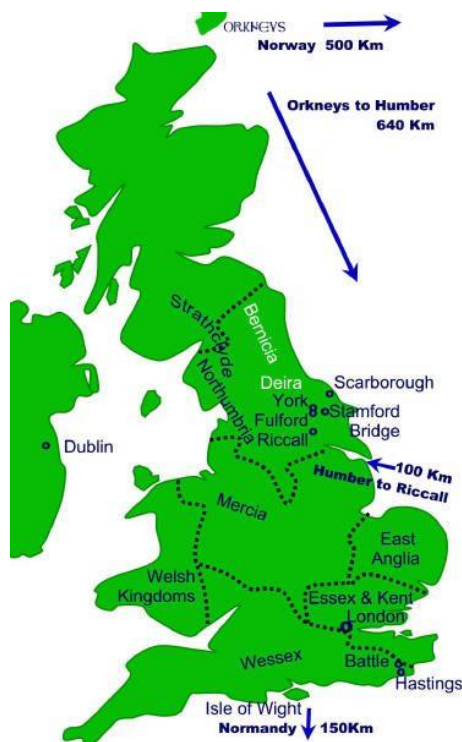 ORKNEYS
Norway 500 Km
Orkneys to Humber
640 Km
Strathclyde
Bernicia
Northumbria
Deira
Scarborough
York
Fulford
Stamford
Bridge
Riccall
Dublin
100 Km
Humber to Riccall
Mercia
East
Anglia
Welsh
Kingdoms
Essex & Kent
London
Wessex
Battle
Hastings
Isle of Wight
Normandy 150Km